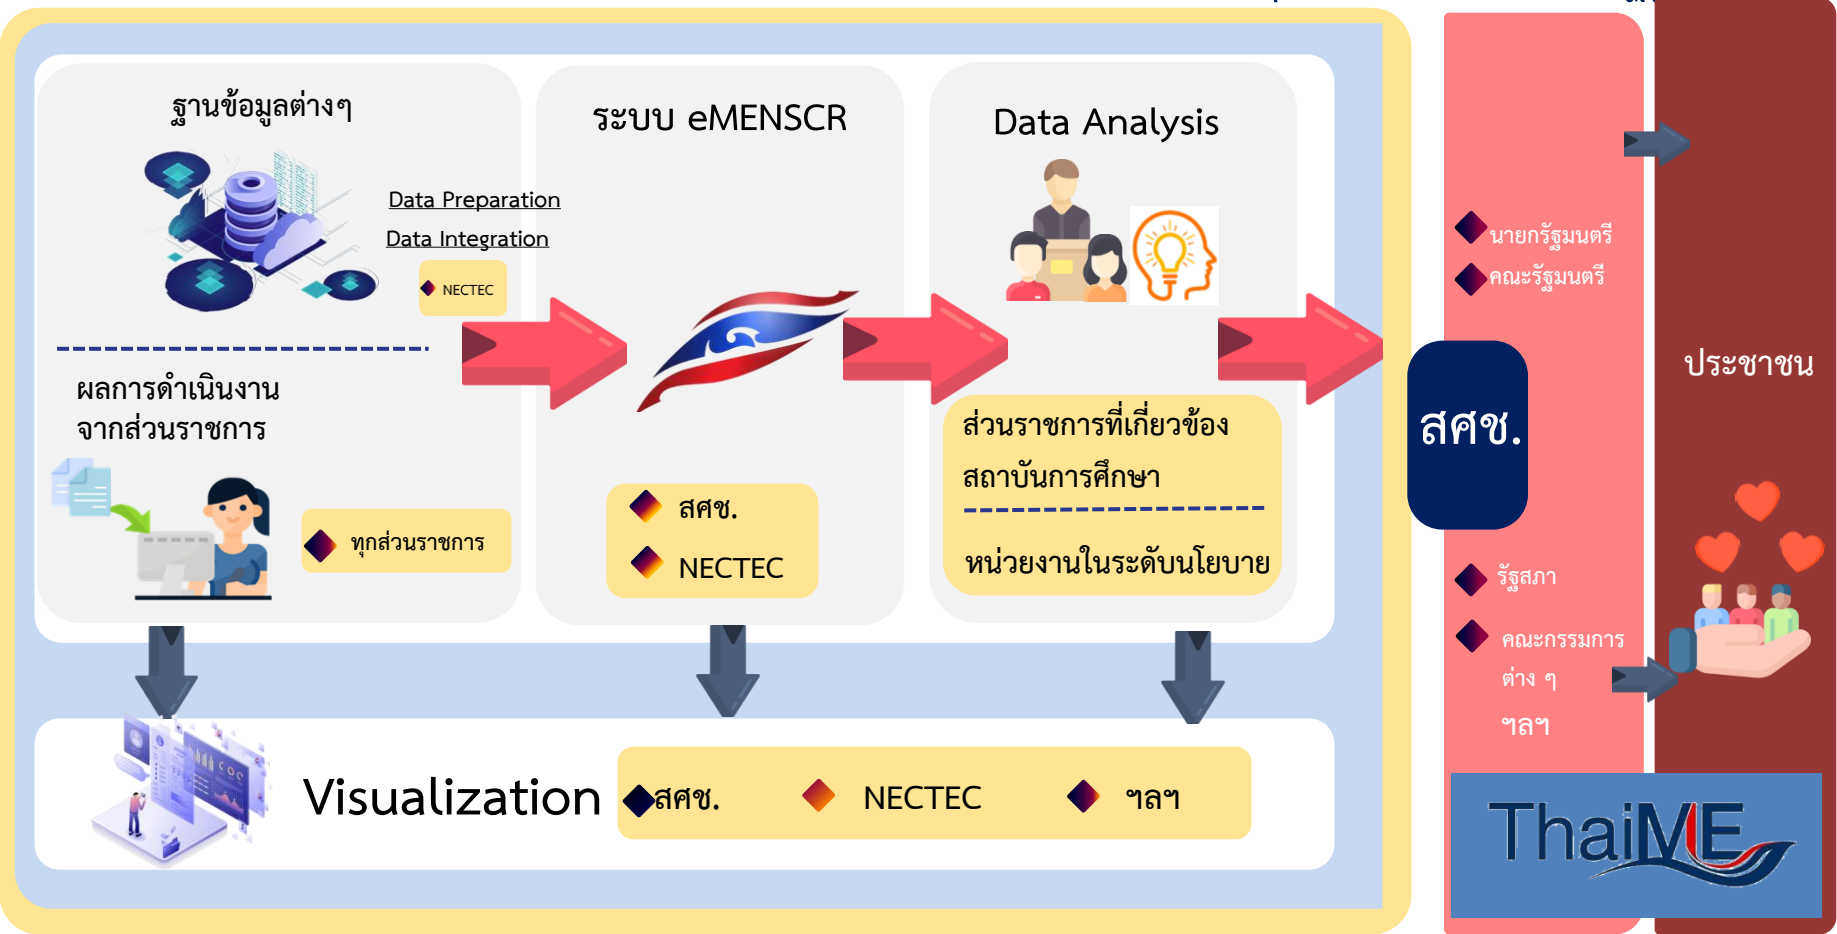 ฐานข้อมูลต่างๆ
Data Preparation
Data Integration
NECTEC
ผลการดำเนินงาน
จากส่วนราชการ
ทุกส่วนราชการ
ระบบ eMENSCR
สศช.
NECTEC
Data Analysis
ส่วนราชการที่เกี่ยวข้อง
สถาบันการศึกษา
หน่วยงานในระดับนโยบาย
Visualization
สศช.
NECTEC
ฯลฯ
สศช.
นายกรัฐมนตรี
คณะรัฐมนตรี
รัฐสภา
คณะกรรมการ
ต่าง ๆ
ฯลฯ
ประชาชน
ThaiME